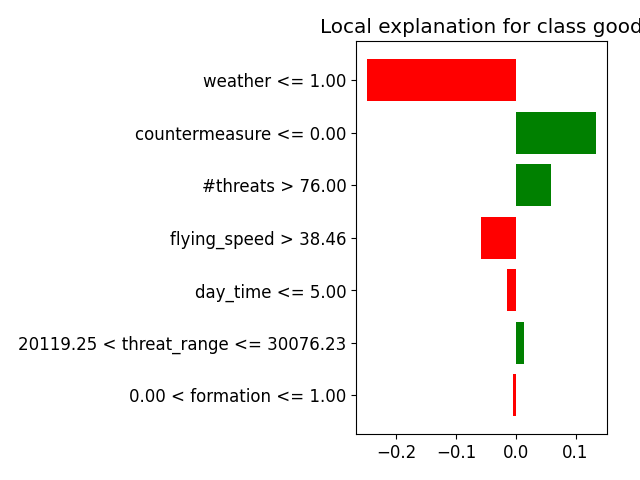 Local explanation for class good
weather <= 1.00
countermeasure <= 0.00
#threats > 76.00
flying_speed > 38.46
day_time <= 5.00
20119.25 < threat_range <= 30076.23
0.00 < formation <= 1.00
−0.2 −0.1 0.0 0.1